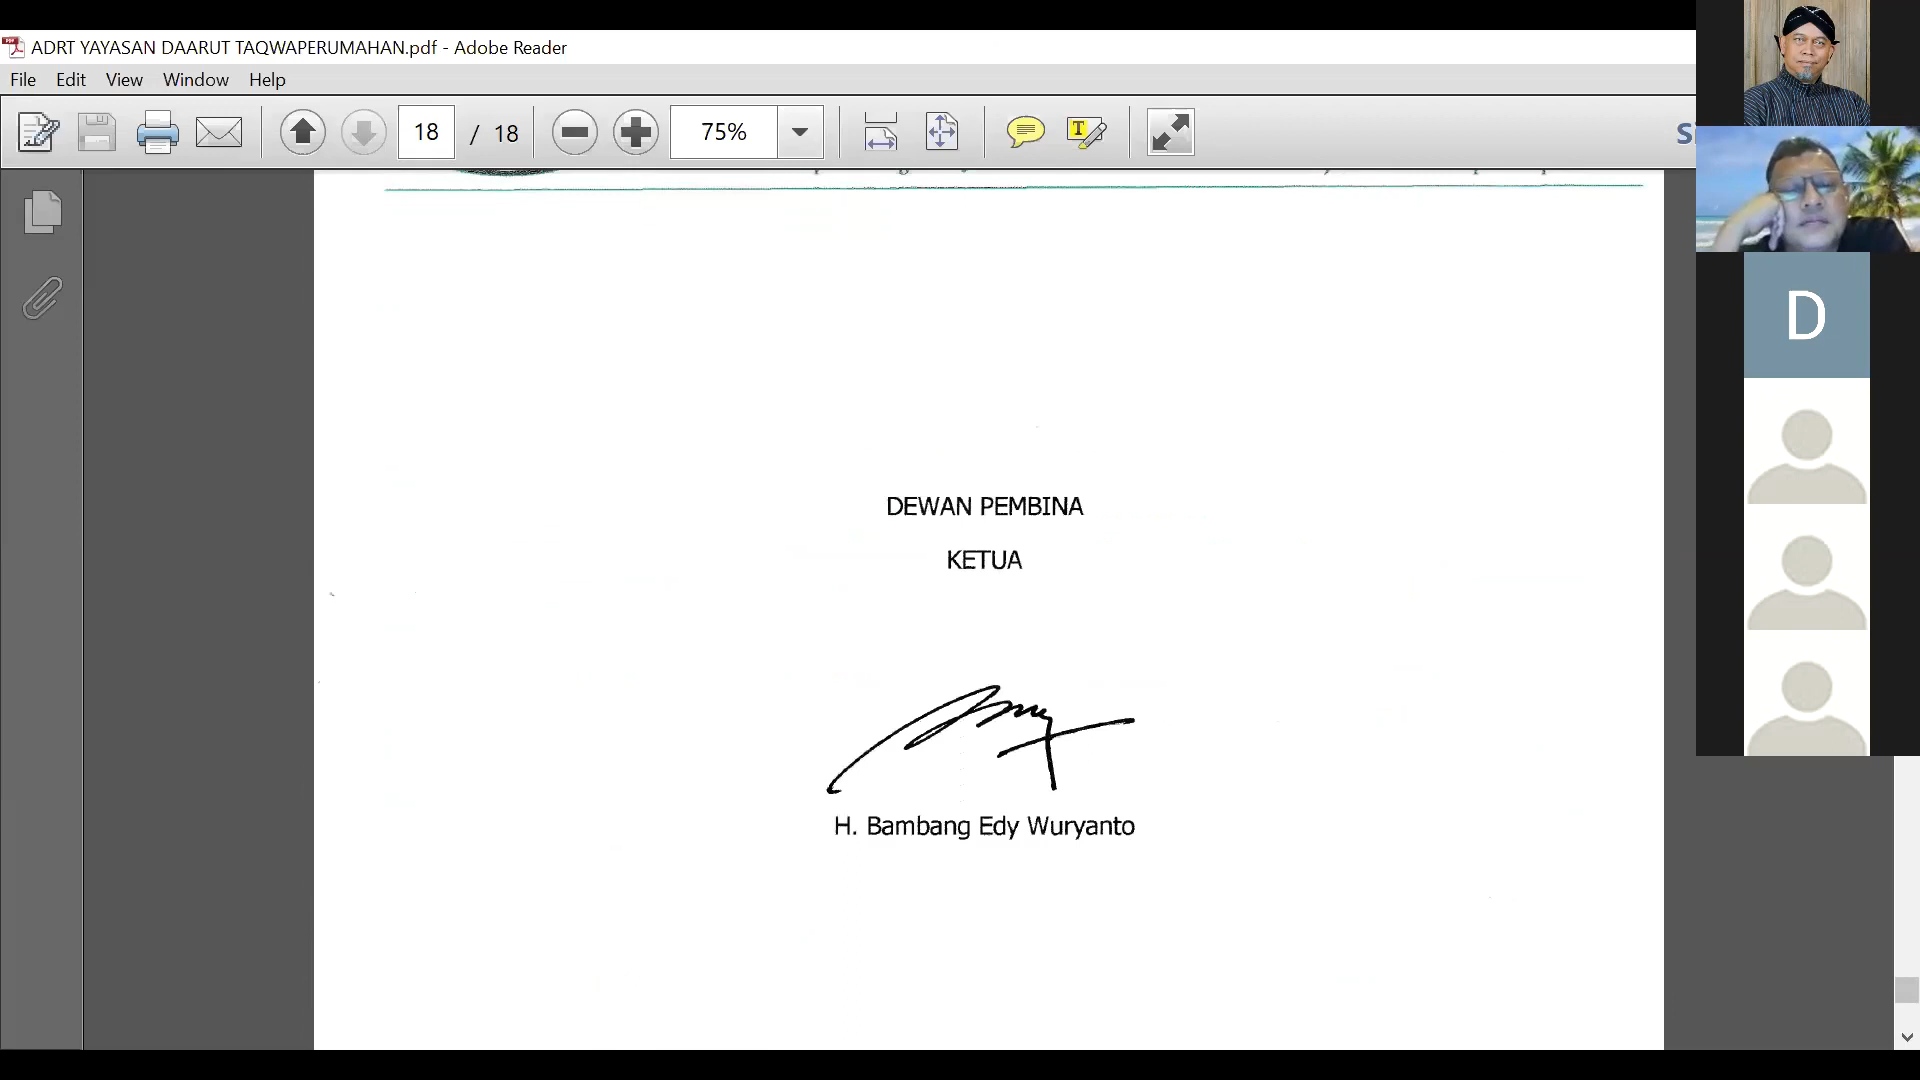 ADRT YAYASAN DAARUT TAQWAPERUMAHAN.pdf - Adobe Reader
File Edit View Window Help
18 / 18 75%
D
DEWAN PEMBINA
KETUA
H. Bambang Edy Wuryanto